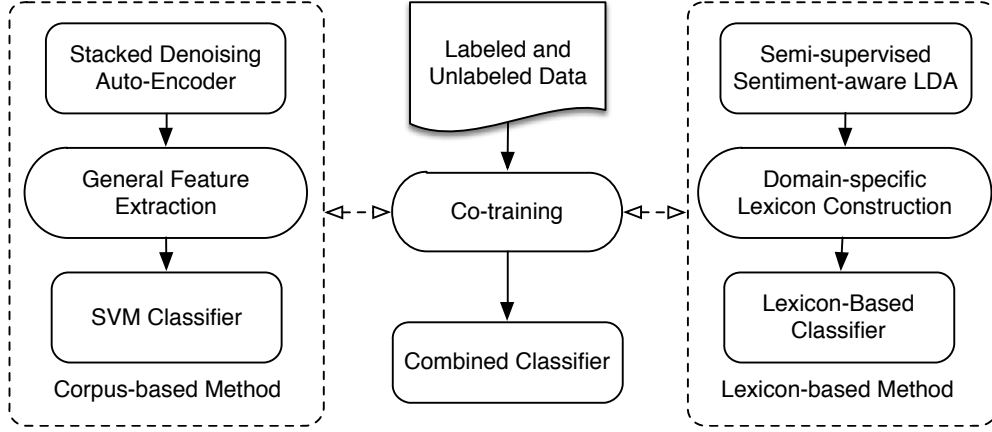 Stacked Denoising
Auto-Encoder
General Feature
Extraction
SVM Classifier
Corpus-based Method
Labeled and
Unlabeled Data
Co-training
Combined Classifier
Semi-supervised
Sentiment-aware LDA
Domain-specific
Lexicon Construction
Lexicon-Based
Classifier
Lexicon-based Method